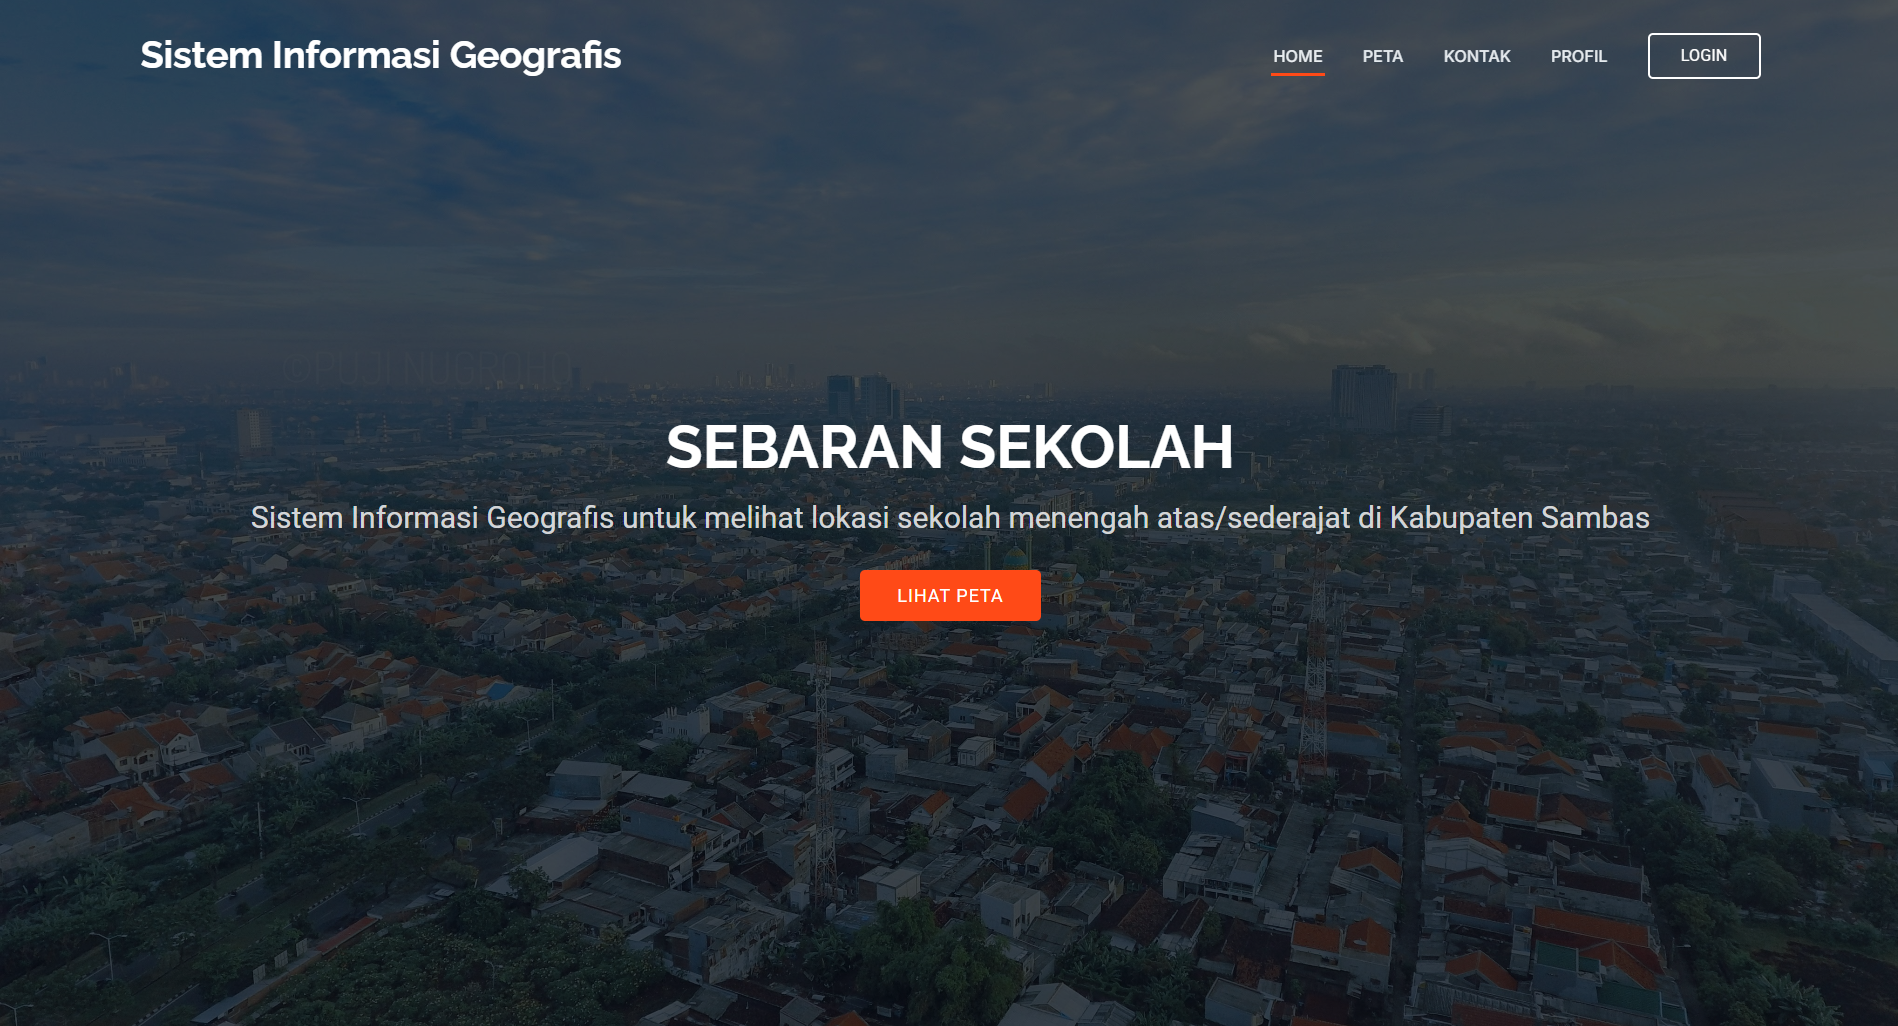 Sistem Informasi Geografis
HOME PETA KONTAK PROFIL LOGIN
©PUJI NUGROHO
SEBARAN SEKOLAH
Sistem Informasi Geografis untuk melihat lokasi sekolah menengah atas/sederajat di Kabupaten Sambas
LIHAT PETA